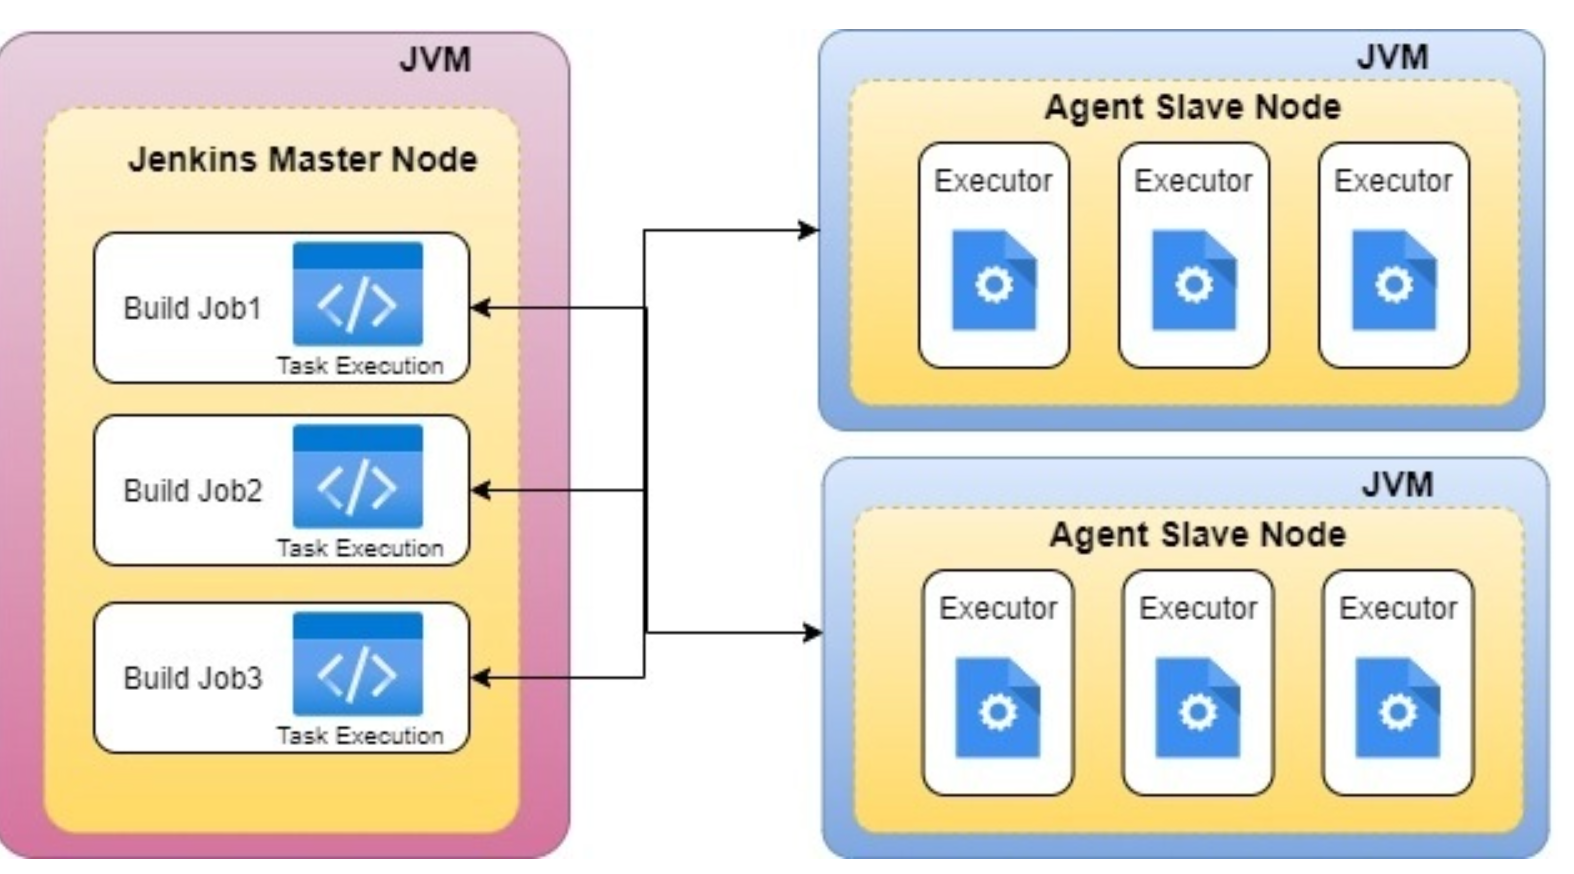 JVM
Jenkins Master Node
Build Job1
Task Execution
Build Job2
Task Execution
Build Job3
Task Execution
JVM
Agent Slave Node
Executor
Executor
Executor
JVM
Agent Slave Node
Executor
Executor
Executor